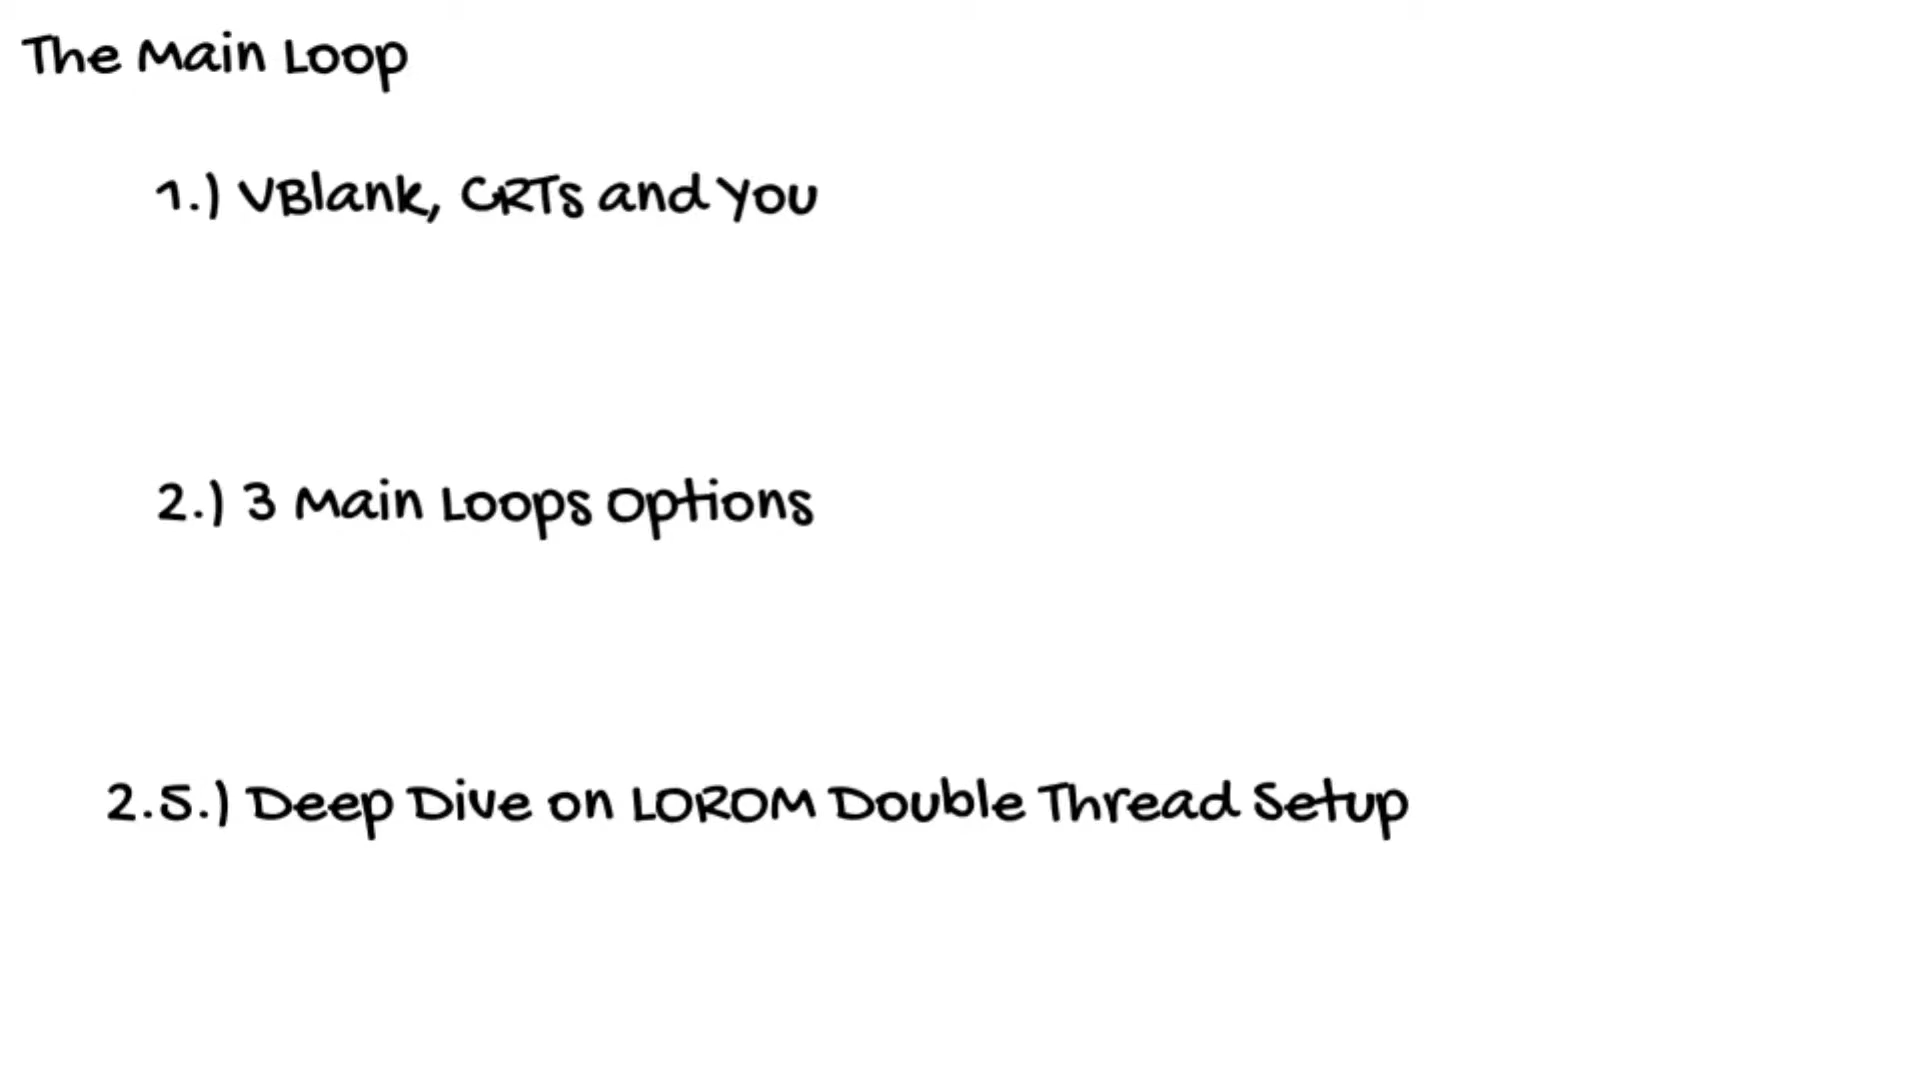 The Main Loop
1.) VBlank, CRTs and You
2.) 3 Main Loops Options
2.5.) Deep Dive on LOROM Double Thread Setup